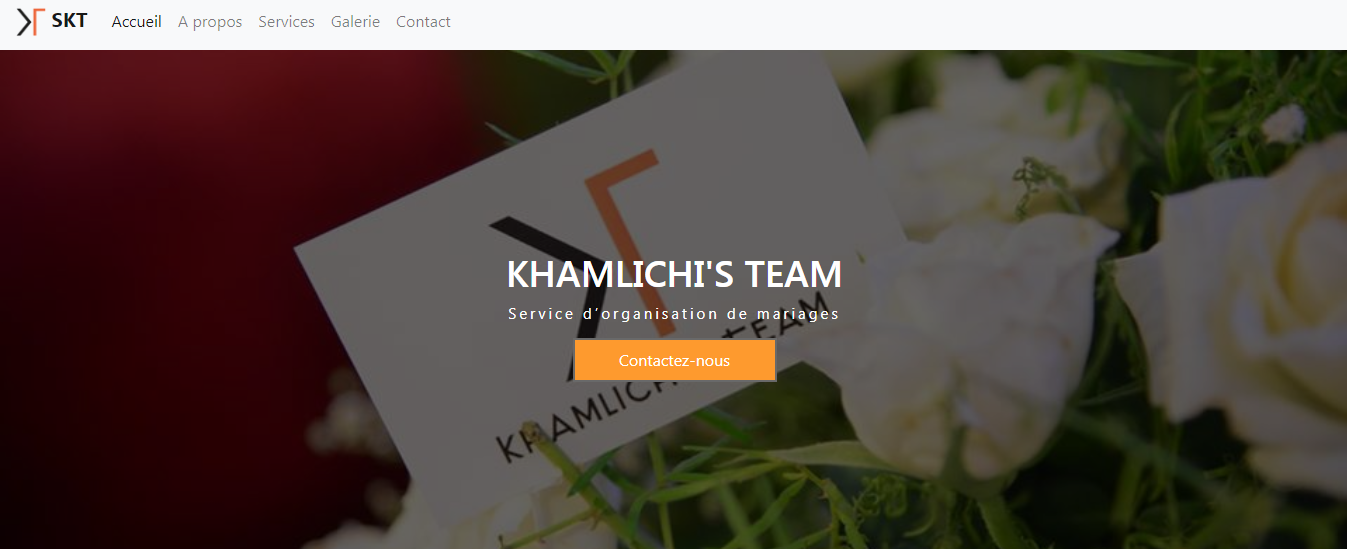 SKT Accueil A propos Services Galerie Contact
KHAMLICHI'S TEAM
Service d’organisation de mariages
Contactez-nous
KHAMLICHI TEAM